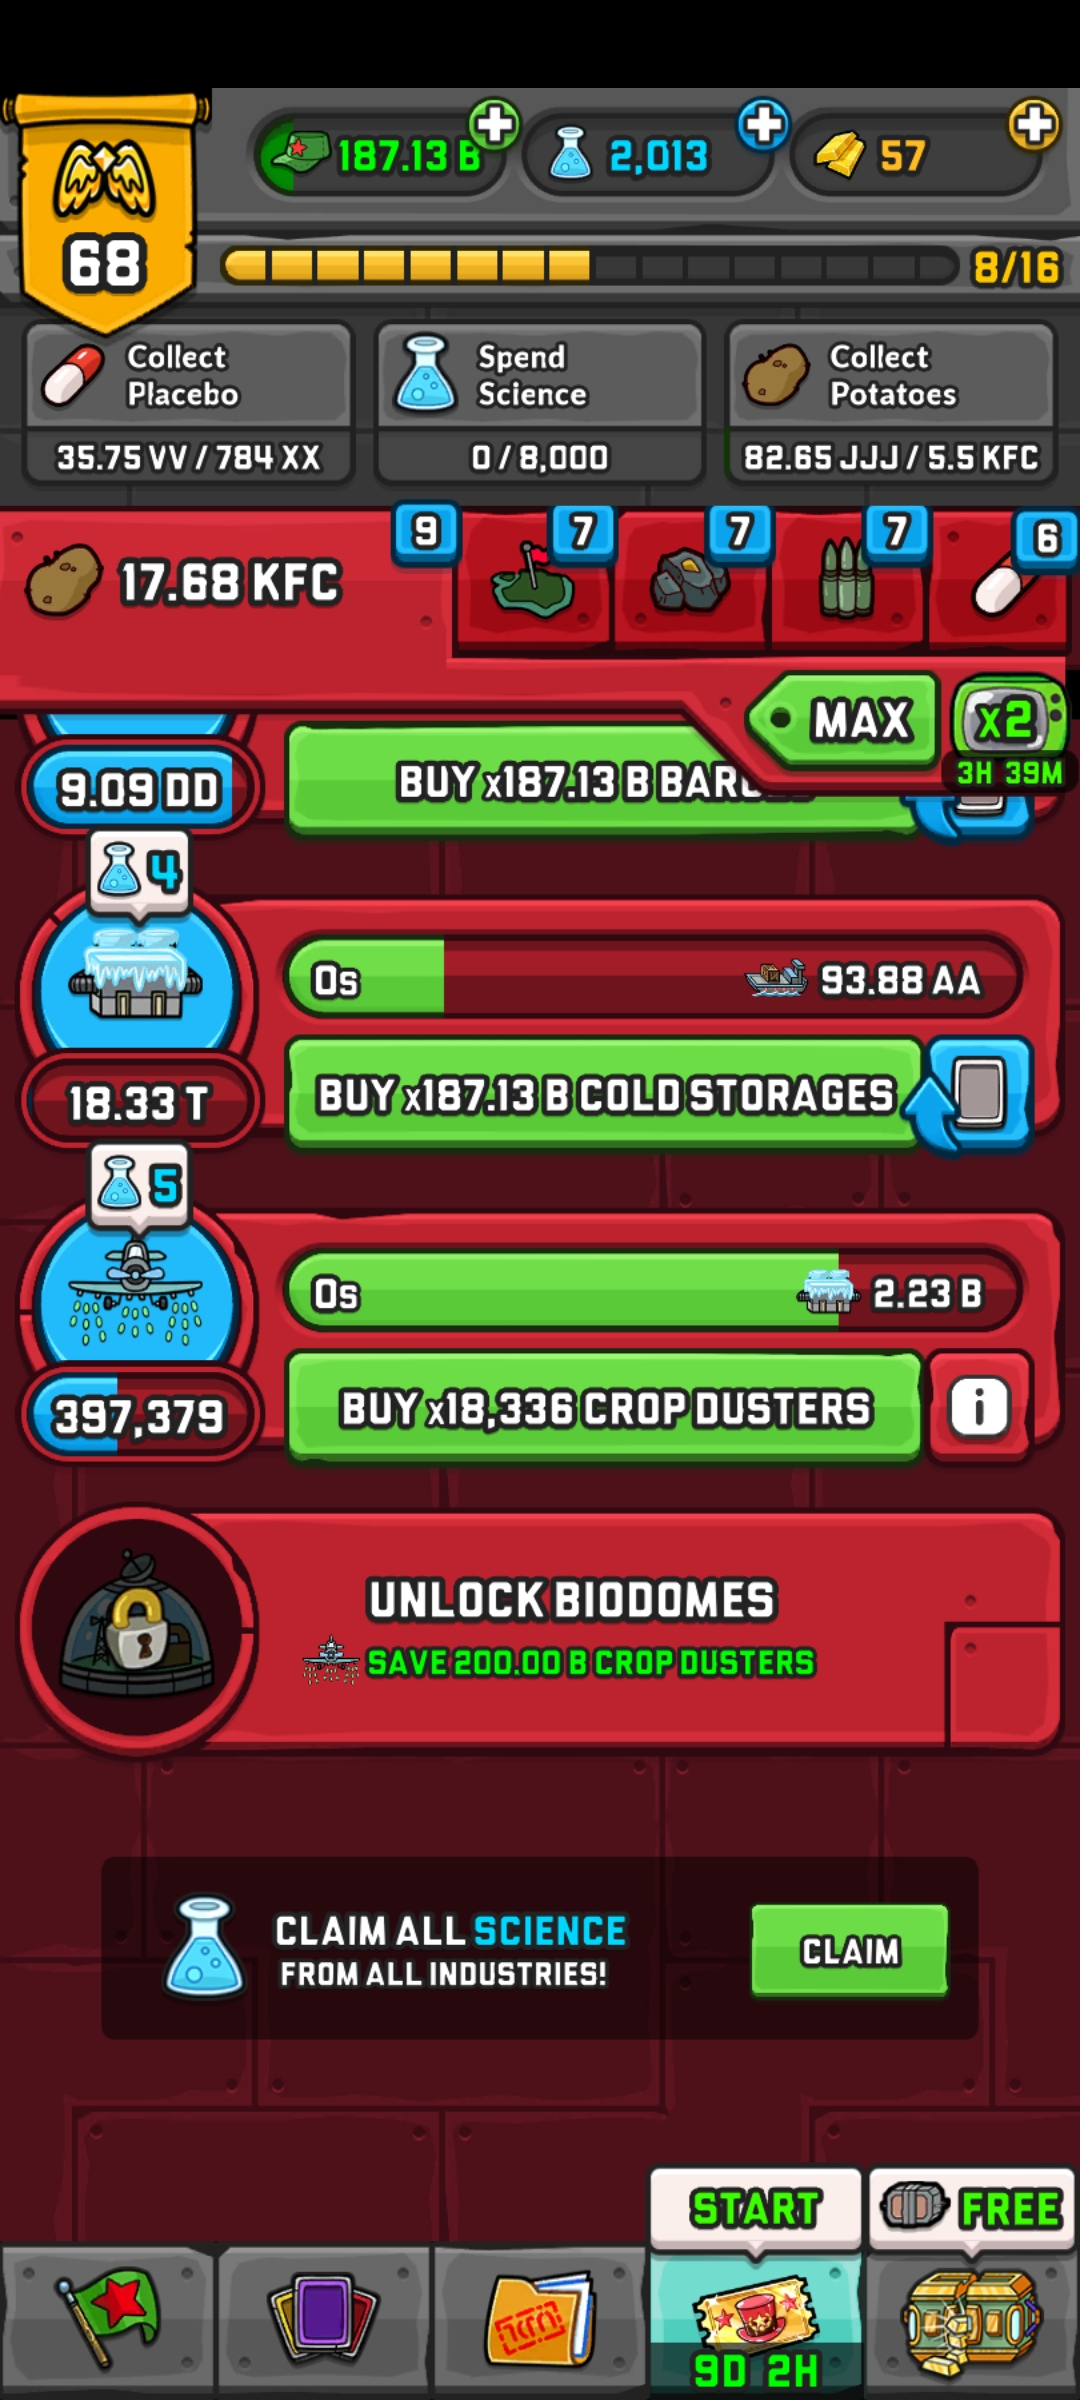 187.13 B
2,013
57
68
8/16
Collect
Placebo
35.75 VV / 784 XX
Spend
Science
0 / 8,000
Collect
Potatoes
82.65 JJJ / 5.5 KFC
17.68 KFC
9
7
7
7
6
MAX
x2
3H 39M
9.09 DD
BUY x187.13 B
4
0s
93.88 AA
18.33 T
BUY x187.13 B COLD STORAGES
5
0s
2.23 B
397,379
BUY x18,336 CROP DUSTERS
i
UNLOCK BIODOMES
SAVE 200.00 B CROP DUSTERS
CLAIM ALL SCIENCE
FROM ALL INDUSTRIES!
CLAIM
START
FREE
9D 2H